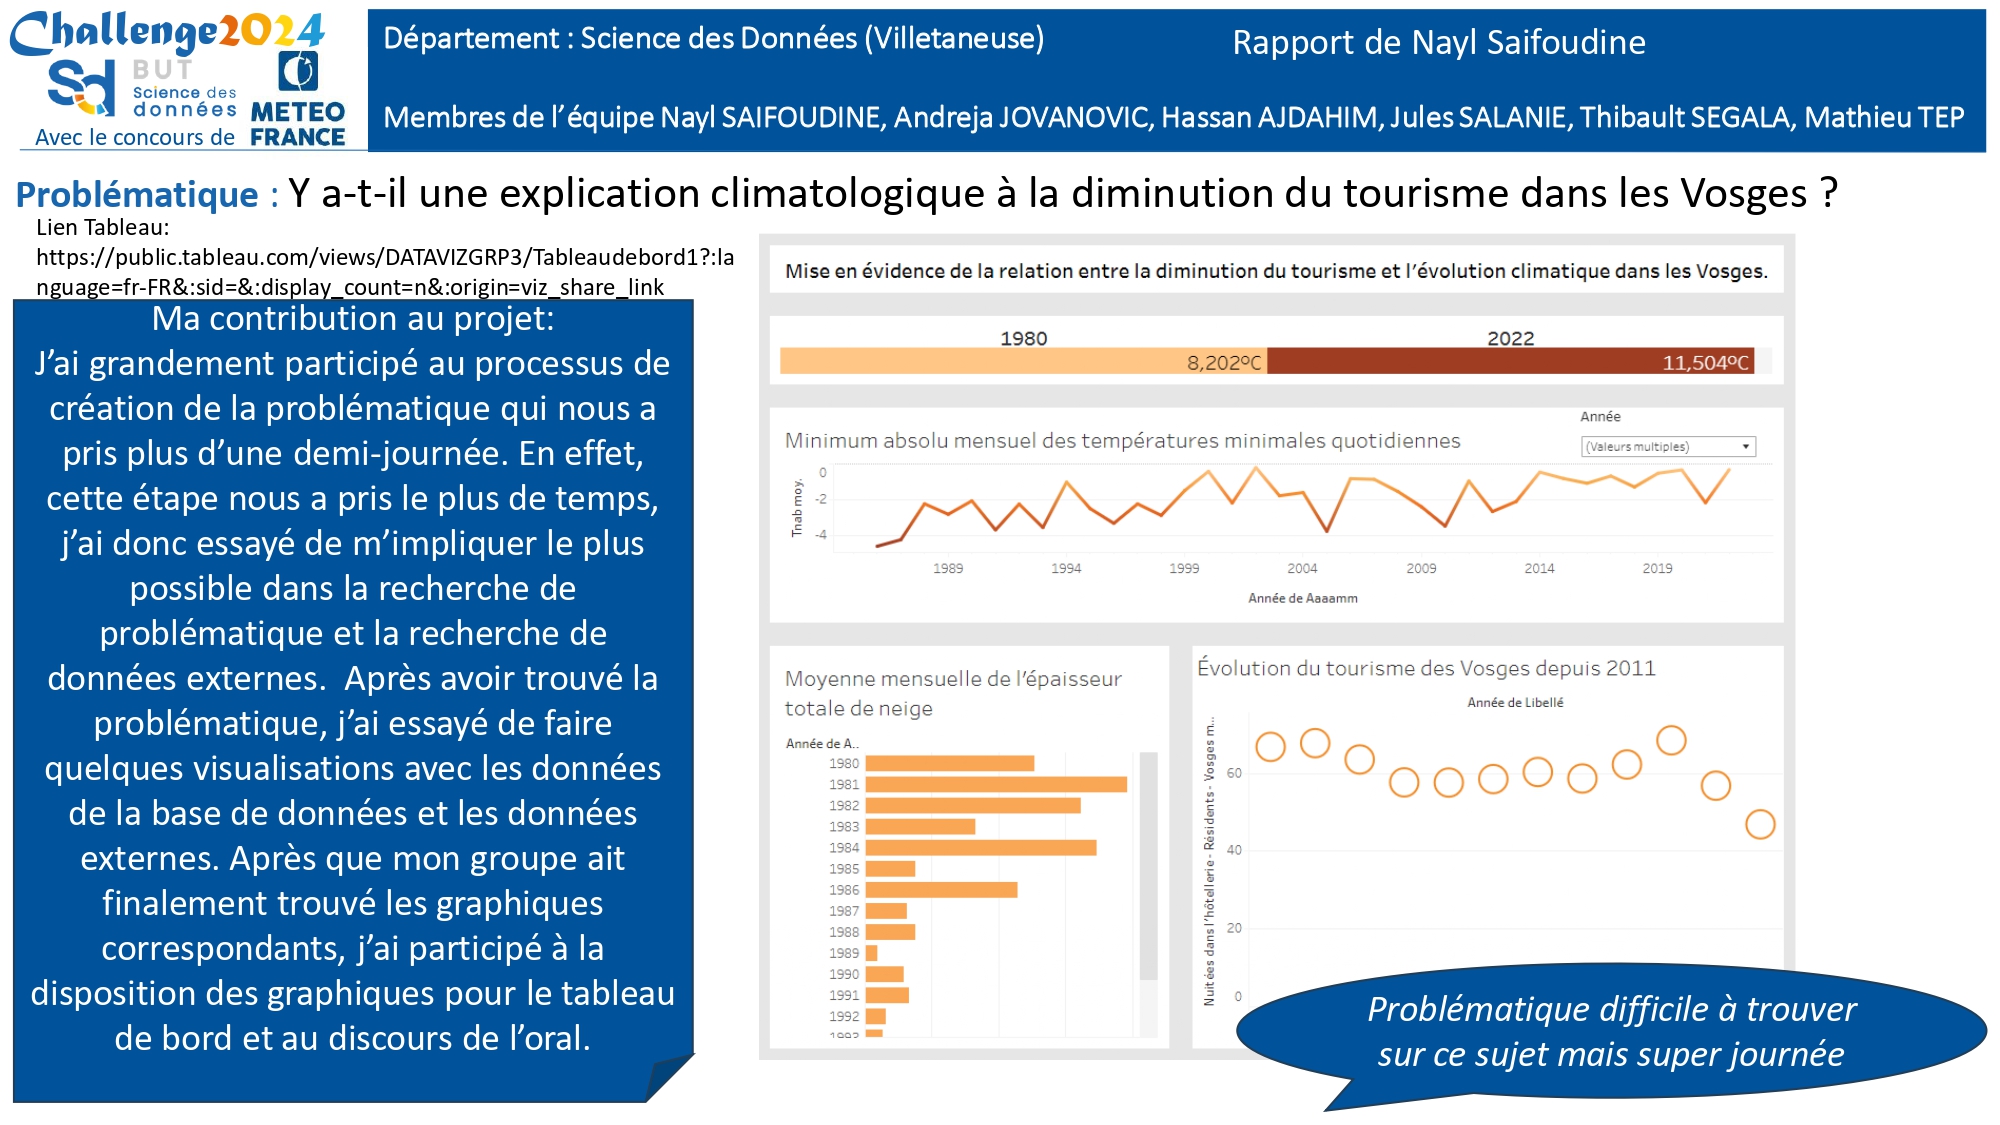 Challenge2024
Sd BUT
Science des
données
Avec le concours de
METEO
FRANCE
Département : Science des Données (Villetaneuse)
Rapport de Nayl Saifoudine
Membres de l’équipe Nayl SAIFOUDINE, Andreja JOVANOVIC, Hassan AJDAHIM, Jules SALANIE, Thibault SEGALA, Mathieu TEP
Problématique : Y a-t-il une explication climatologique à la diminution du tourisme dans les Vosges ?
Lien Tableau:
https://public.tableau.com/views/DATAVIZGRP3/Tableaudebord1?:la
nguage=fr-FR&:sid=&:display_count=n&:origin=viz_share_link
Ma contribution au projet:
J’ai grandement participé au processus de
création de la problématique qui nous a
pris plus d’une demi-journée. En effet,
cette étape nous a pris le plus de temps,
j’ai donc essayé de m’impliquer le plus
possible dans la recherche de
problématique et la recherche de
données externes.  Après avoir trouvé la
problématique, j’ai essayé de faire
quelques visualisations avec les données
de la base de données et les données
externes. Après que mon groupe ait
finalement trouvé les graphiques
correspondants, j’ai participé à la
disposition des graphiques pour le tableau
de bord et au discours de l’oral.
Mise en évidence de la relation entre la diminution du tourisme et l’évolution climatique dans les Vosges.
1980
2022
8,202ºC
11,504ºC
Année
(Valeurs multiples)
Minimum absolu mensuel des températures minimales quotidiennes
Tnab moy.
0
-2
-4
1989
1994
1999
2004
2009
2014
2019
Année de Aaaamm
Moyenne mensuelle de l’épaisseur
totale de neige
Année de A..
1980
1981
1982
1983
1984
1985
1986
1987
1988
1989
1990
1991
1992
1993
Évolution du tourisme des Vosges depuis 2011
Année de Libellé
Nuitées dans l’hôtellerie - Résidents - Vosges m...
60
40
20
0
Problématique difficile à trouver
sur ce sujet mais super journée